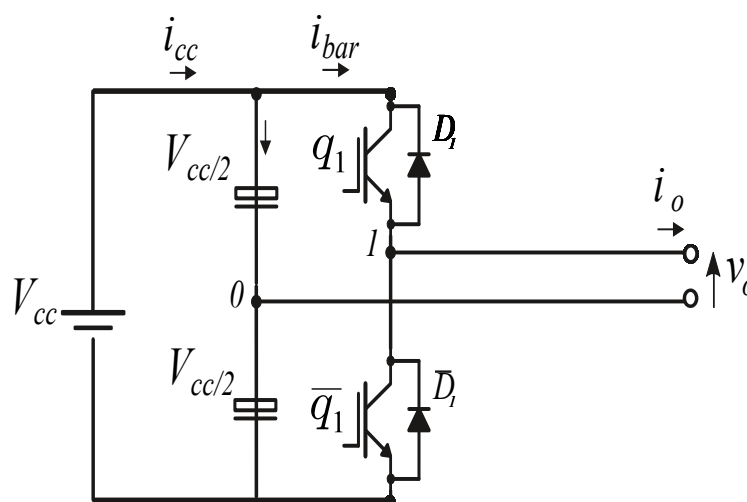 i_cc
i_bar
V_cc/2
q_1
D_1
i_o
1
0
v_o
V_cc
V_cc/2
q̅_1
D̅_1